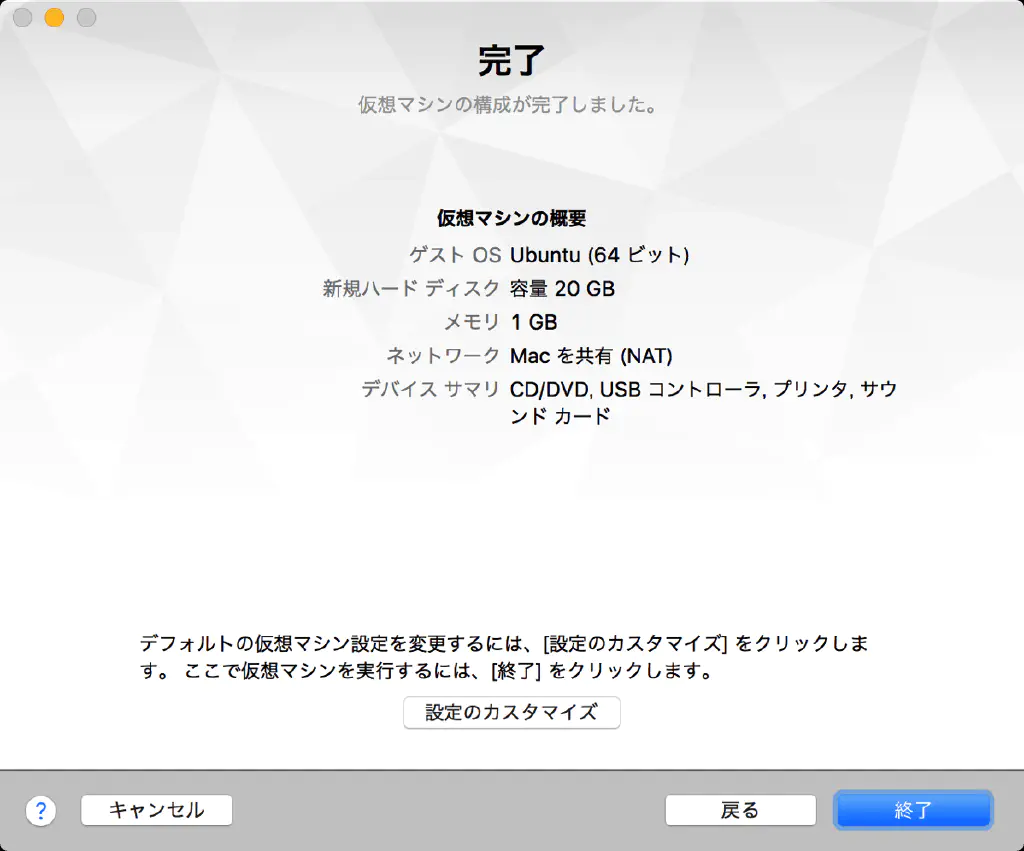 完了
仮想マシンの構成が完了しました。
仮想マシンの概要
ゲスト OS Ubuntu (64 ビット)
新規ハード ディスク 容量 20 GB
メモリ 1 GB
ネットワーク Mac を共有 (NAT)
デバイス サマリ CD/DVD, USB コントローラ, プリンタ, サウ
ンド カード
デフォルトの仮想マシン設定を変更するには、[設定のカスタマイズ] をクリックしま
す。 ここで仮想マシンを実行するには、[終了] をクリックします。
設定のカスタマイズ
? キャンセル 戻る 終了